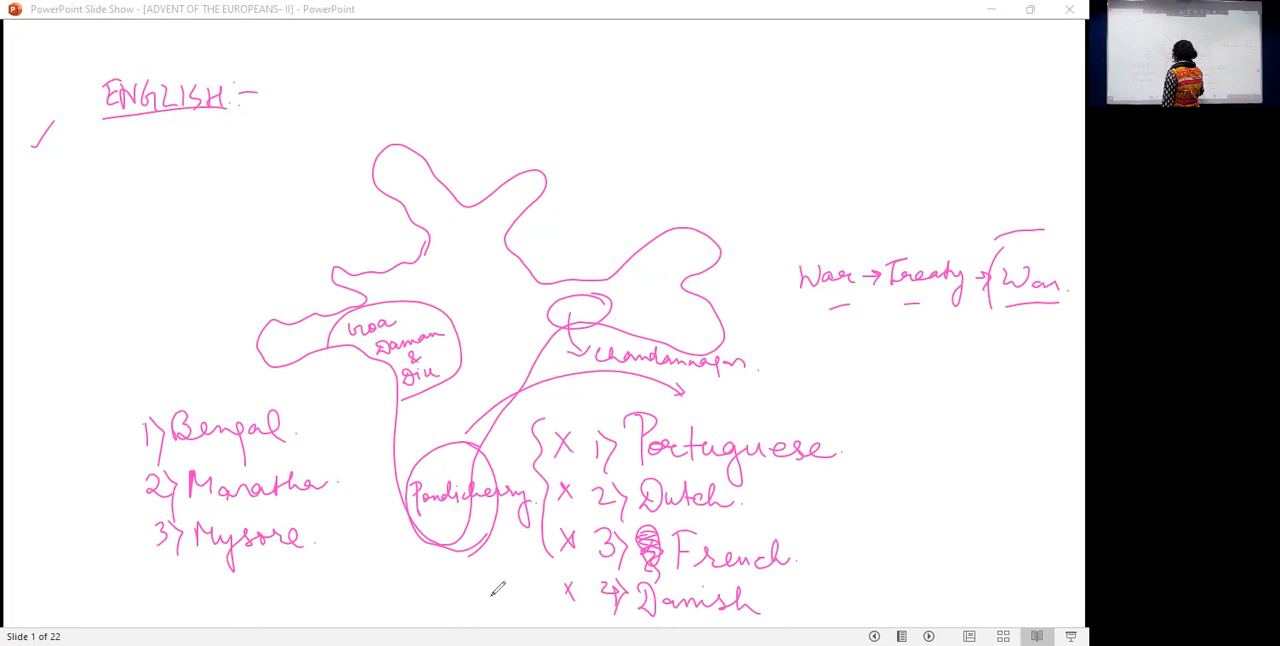 PowerPoint Slide Show - [ADVENT OF THE EUROPEANS- II] - PowerPoint
ENGLISH:-
War → Treaty → War
Goa
Daman
&
Diu
Chandannagar
1) Bengal
2) Maratha
3) Mysore
Pondicherry
X 1) Portuguese
X 2) Dutch
X 3) French
X 4) Danish
Slide 1 of 22